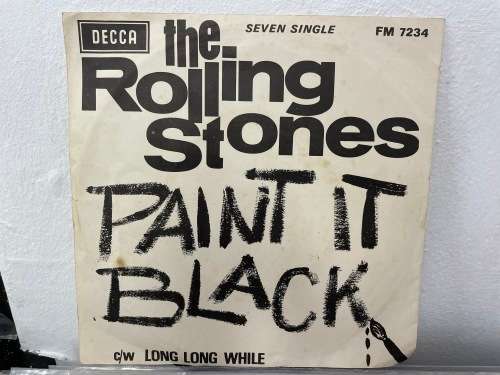 DECCA
SEVEN SINGLE
FM 7234
the
Rolling
Stones
PAINT IT
BLACK
c/w LONG LONG WHILE